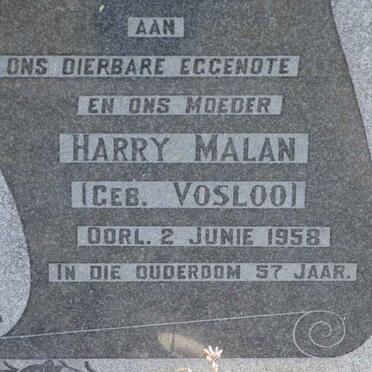 AAN
ONS DIERBARE EGGENOTE
EN ONS MOEDER
HARRY MALAN
(GEB. VOSLOO)
OORL. 2 JUNIE 1958
IN DIE OUDERDOM 57 JAAR.